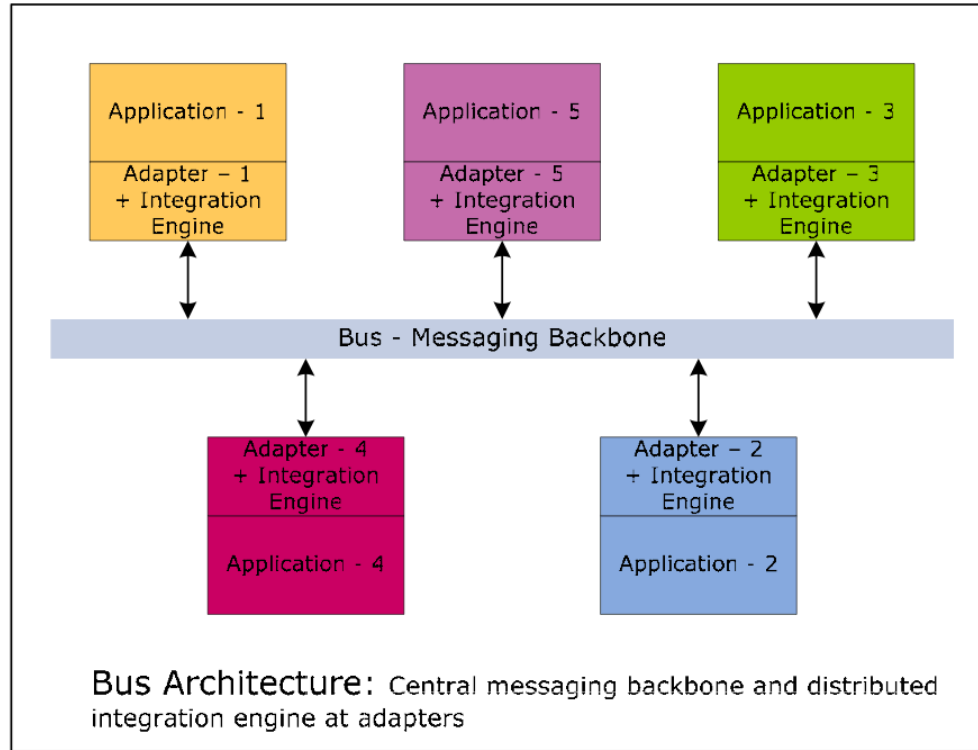 Application - 1
Adapter – 1
+ Integration
Engine
Application - 5
Adapter - 5
+ Integration
Engine
Application - 3
Adapter – 3
+ Integration
Engine
Bus - Messaging Backbone
Adapter - 4
+ Integration
Engine
Application - 4
Adapter – 2
+ Integration
Engine
Application - 2
Bus Architecture: Central messaging backbone and distributed
integration engine at adapters